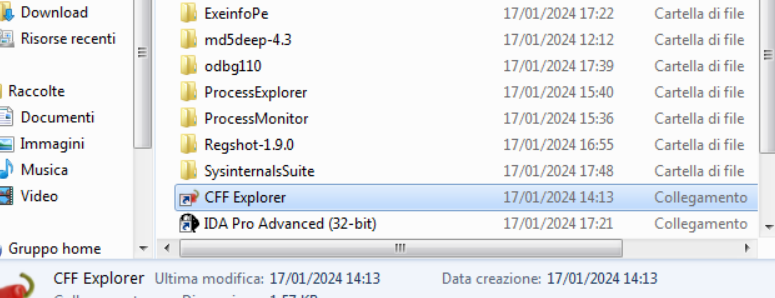 Download
Risorse recenti
Raccolte
Documenti
Immagini
Musica
Video
Gruppo home
ExeinfoPe 17/01/2024 17:22 Cartella di file
md5deep-4.3 17/01/2024 12:12 Cartella di file
odbg110 17/01/2024 17:39 Cartella di file
ProcessExplorer 17/01/2024 15:40 Cartella di file
ProcessMonitor 17/01/2024 15:36 Cartella di file
Regshot-1.9.0 17/01/2024 16:55 Cartella di file
SysinternalsSuite 17/01/2024 17:48 Cartella di file
CFF Explorer 17/01/2024 14:13 Collegamento
IDA Pro Advanced (32-bit) 17/01/2024 17:21 Collegamento
CFF Explorer Ultima modifica: 17/01/2024 14:13 Data creazione: 17/01/2024 14:13